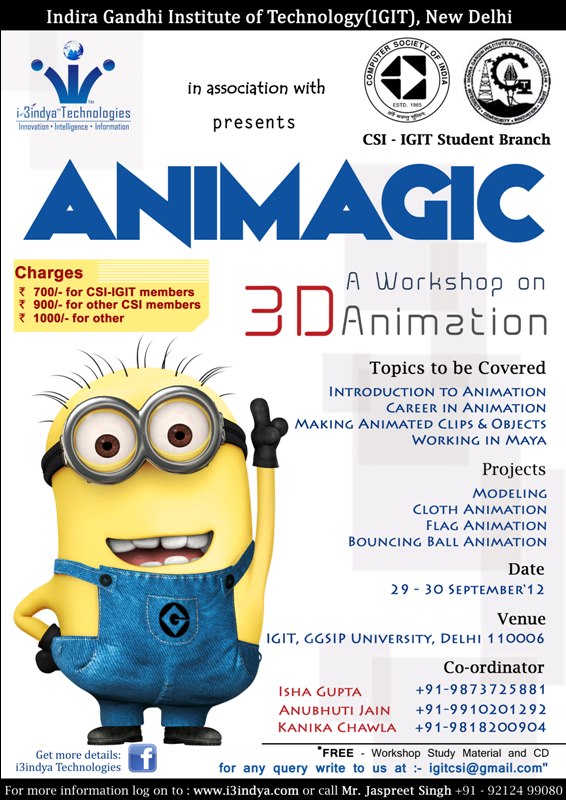 Indira Gandhi Institute of Technology(IGIT), New Delhi
i3indya™Technologies
Innovation • Intelligence • Information
in association with
presents
COMPUTER SOCIETY OF INDIA
ESTD. 1965
CSI - IGIT Student Branch
ANIMAGIC
Charges
₹ 700/- for CSI-IGIT members
₹ 900/- for other CSI members
₹ 1000/- for other
A Workshop on
3D Animation
Topics to be Covered
INTRODUCTION TO ANIMATION
CAREER IN ANIMATION
MAKING ANIMATED CLIPS & OBJECTS
WORKING IN MAYA
Projects
MODELING
CLOTH ANIMATION
FLAG ANIMATION
BOUNCING BALL ANIMATION
Date
29 - 30 SEPTEMBER'12
Venue
IGIT, GGSIP UNIVERSITY, DELHI 110006
Co-ordinator
ISHA GUPTA +91-9873725881
ANUBHUTI JAIN +91-9910201292
KANIKA CHAWLA +91-9818200904
Get more details:
i3indya Technologies
*FREE - Workshop Study Material and CD
for any query write to us at :- igitcsi@gmail.com"
For more information log on to : www.i3indya.com or call Mr. Jaspreet Singh +91 - 92124 99080